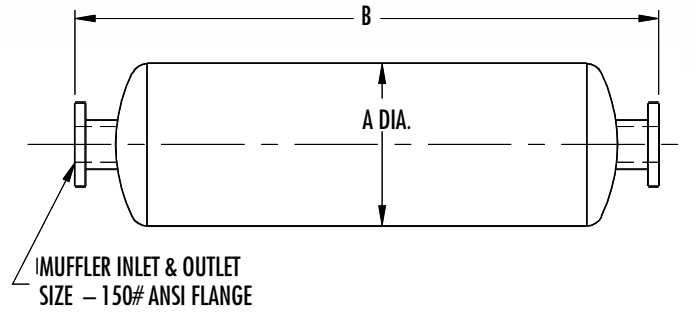 B
A DIA.
MUFFLER INLET & OUTLET
SIZE – 150# ANSI FLANGE